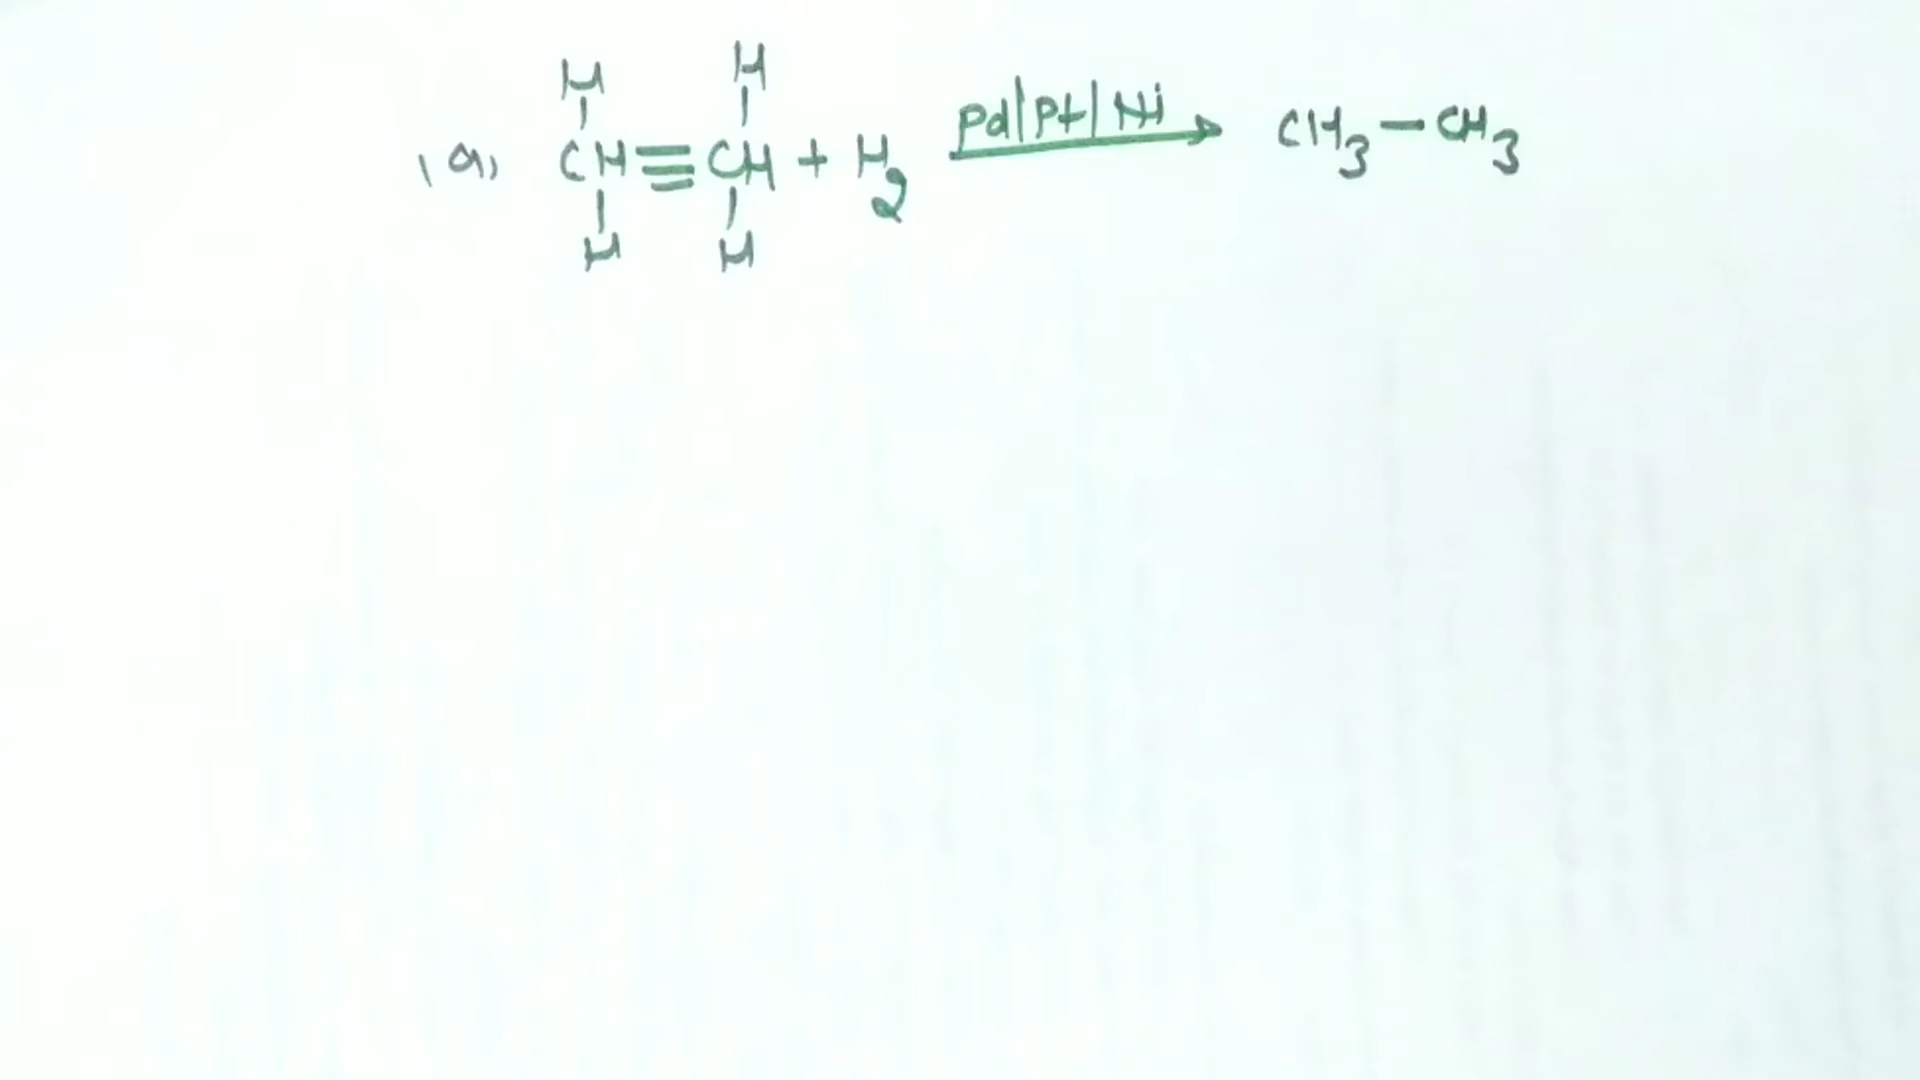 H H
(a) CH≡CH + H2 Pd|Pt|Ni → CH3-CH3
H H